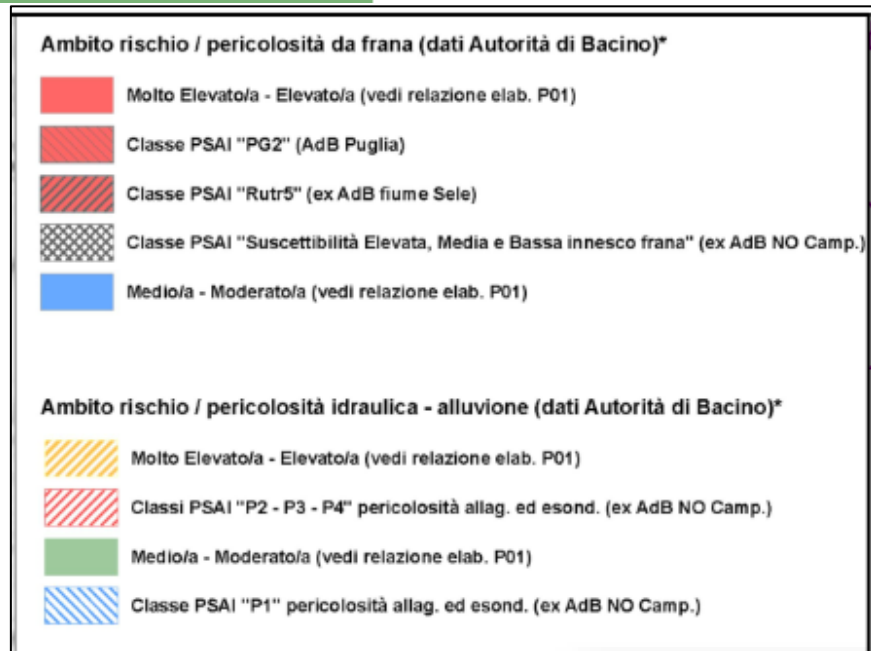 Ambito rischio / pericolosità da frana (dati Autorità di Bacino)*
Molto Elevato/a - Elevato/a (vedi relazione elab. P01)
Classe PSAI "PG2" (AdB Puglia)
Classe PSAI "Rutr5" (ex AdB fiume Sele)
Classe PSAI "Suscettibilità Elevata, Media e Bassa innesco frana" (ex AdB NO Camp.)
Medio/a - Moderato/a (vedi relazione elab. P01)
Ambito rischio / pericolosità idraulica - alluvione (dati Autorità di Bacino)*
Molto Elevato/a - Elevato/a (vedi relazione elab. P01)
Classi PSAI "P2 - P3 - P4" pericolosità allag. ed esond. (ex AdB NO Camp.)
Medio/a - Moderato/a (vedi relazione elab. P01)
Classe PSAI "P1" pericolosità allag. ed esond. (ex AdB NO Camp.)